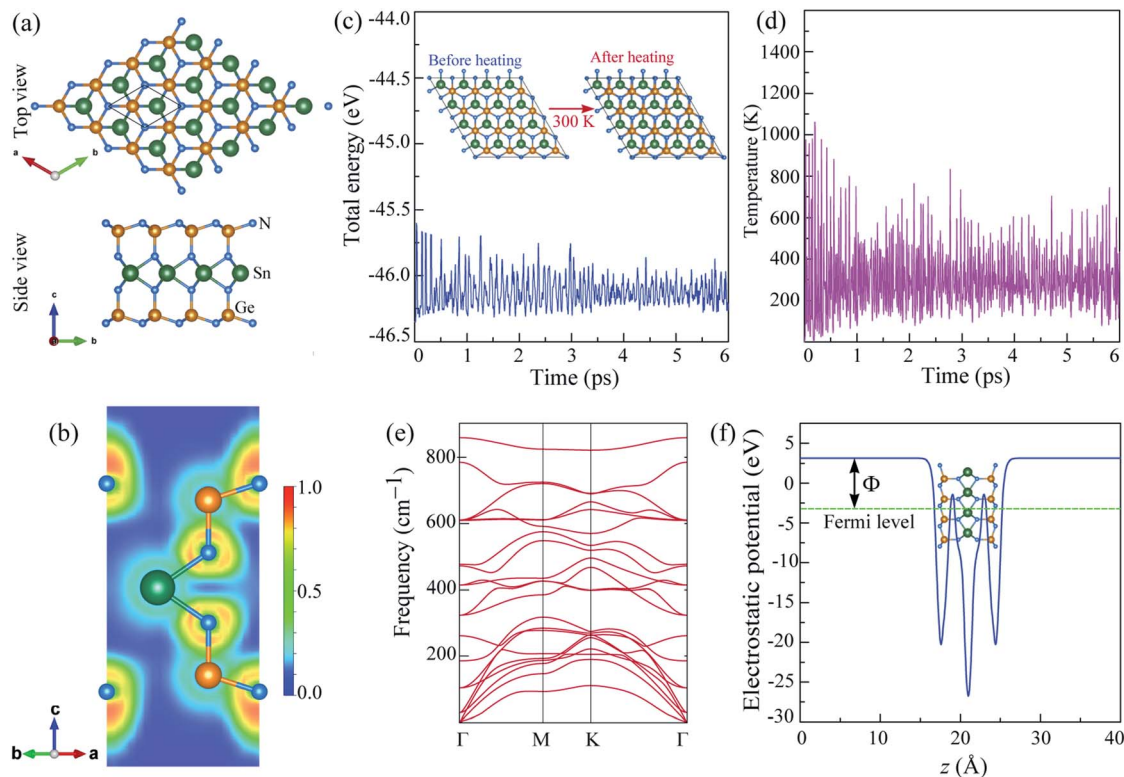 (a)
Top view
a
b
Side view
N
Sn
Ge
c
b
(c)
Total energy (eV)
-44.0
-44.5
-45.0
-45.5
-46.0
-46.5
Before heating
After heating
300 K
0 1 2 3 4 5 6
Time (ps)
(d)
Temperature (K)
1400
1200
1000
800
600
400
200
0 1 2 3 4 5 6
Time (ps)
(b)
1.0
0.5
0.0
c
b
a
(e)
Frequency (cm⁻¹)
800
600
400
200
Γ M K Γ
(f)
Electrostatic potential (eV)
5
0
-5
-10
-15
-20
-25
-30
Φ
Fermi level
0 10 20 30 40
z (Å)